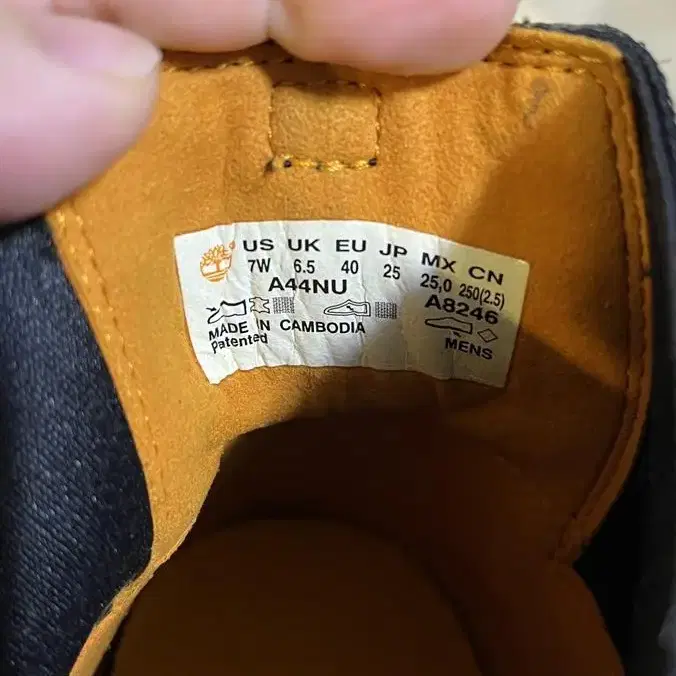 US UK EU JP MX CN
7W 6.5 40 25 25,0 250(2.5)
A44NU A8246
MADE IN CAMBODIA
Patented MENS